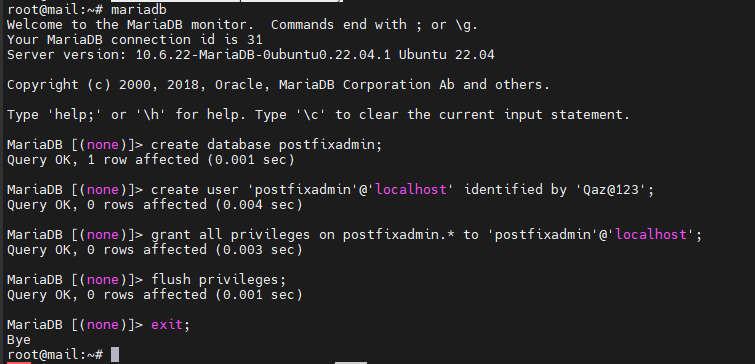 root@mail:~# mariadb
Welcome to the MariaDB monitor.  Commands end with ; or \g.
Your MariaDB connection id is 31
Server version: 10.6.22-MariaDB-0ubuntu0.22.04.1 Ubuntu 22.04
Copyright (c) 2000, 2018, Oracle, MariaDB Corporation Ab and others.
Type 'help;' or '\h' for help. Type '\c' to clear the current input statement.
MariaDB [(none)]> create database postfixadmin;
Query OK, 1 row affected (0.001 sec)
MariaDB [(none)]> create user 'postfixadmin'@'localhost' identified by 'Qaz@123';
Query OK, 0 rows affected (0.004 sec)
MariaDB [(none)]> grant all privileges on postfixadmin.* to 'postfixadmin'@'localhost';
Query OK, 0 rows affected (0.003 sec)
MariaDB [(none)]> flush privileges;
Query OK, 0 rows affected (0.001 sec)
MariaDB [(none)]> exit;
Bye
root@mail:~#